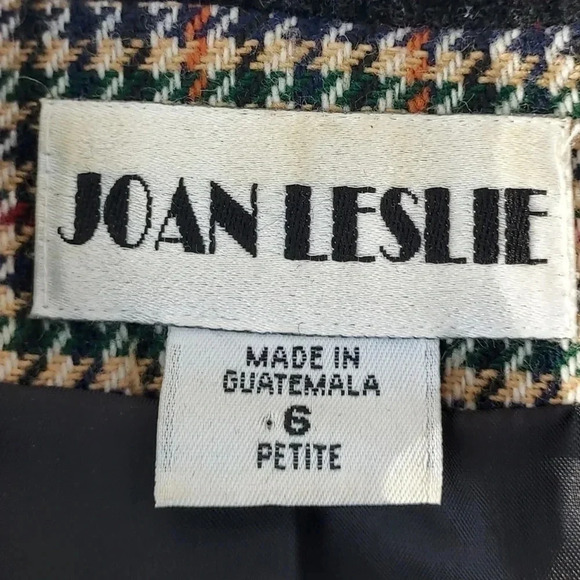 JOAN LESLIE
MADE IN
GUATEMALA
6
PETITE